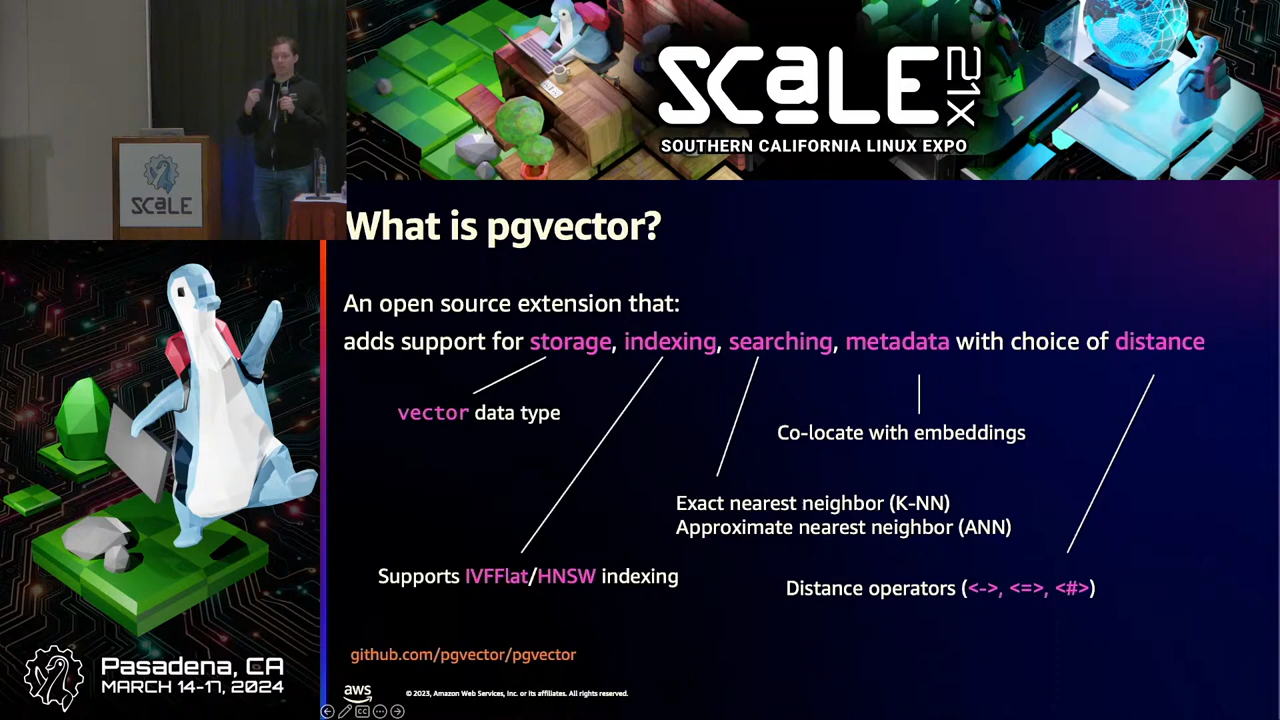 SCaLE 21x
SOUTHERN CALIFORNIA LINUX EXPO
SCaLE
What is pgvector?
An open source extension that:
adds support for storage, indexing, searching, metadata with choice of distance
vector data type
Co-locate with embeddings
Exact nearest neighbor (K-NN)
Approximate nearest neighbor (ANN)
Supports IVFFlat/HNSW indexing
Distance operators (<->, <=>, <#>)
github.com/pgvector/pgvector
Pasadena, CA
MARCH 14-17, 2024
aws
© 2023, Amazon Web Services, Inc. or its affiliates. All rights reserved.
CC